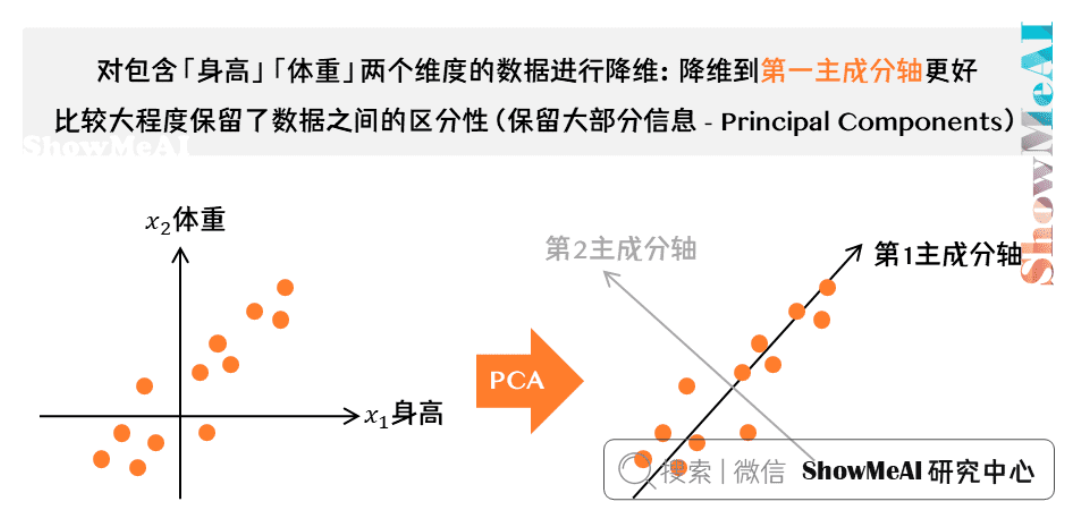 对包含「身高」「体重」两个维度的数据进行降维：降维到第一主成分轴更好
比较大程度保留了数据之间的区分性（保留大部分信息 - Principal Components）
ShowMeAI
ShowMeAI
x₂体重
x₁身高
PCA
第2主成分轴
第1主成分轴
搜索 | 微信 ShowMeAI 研究中心